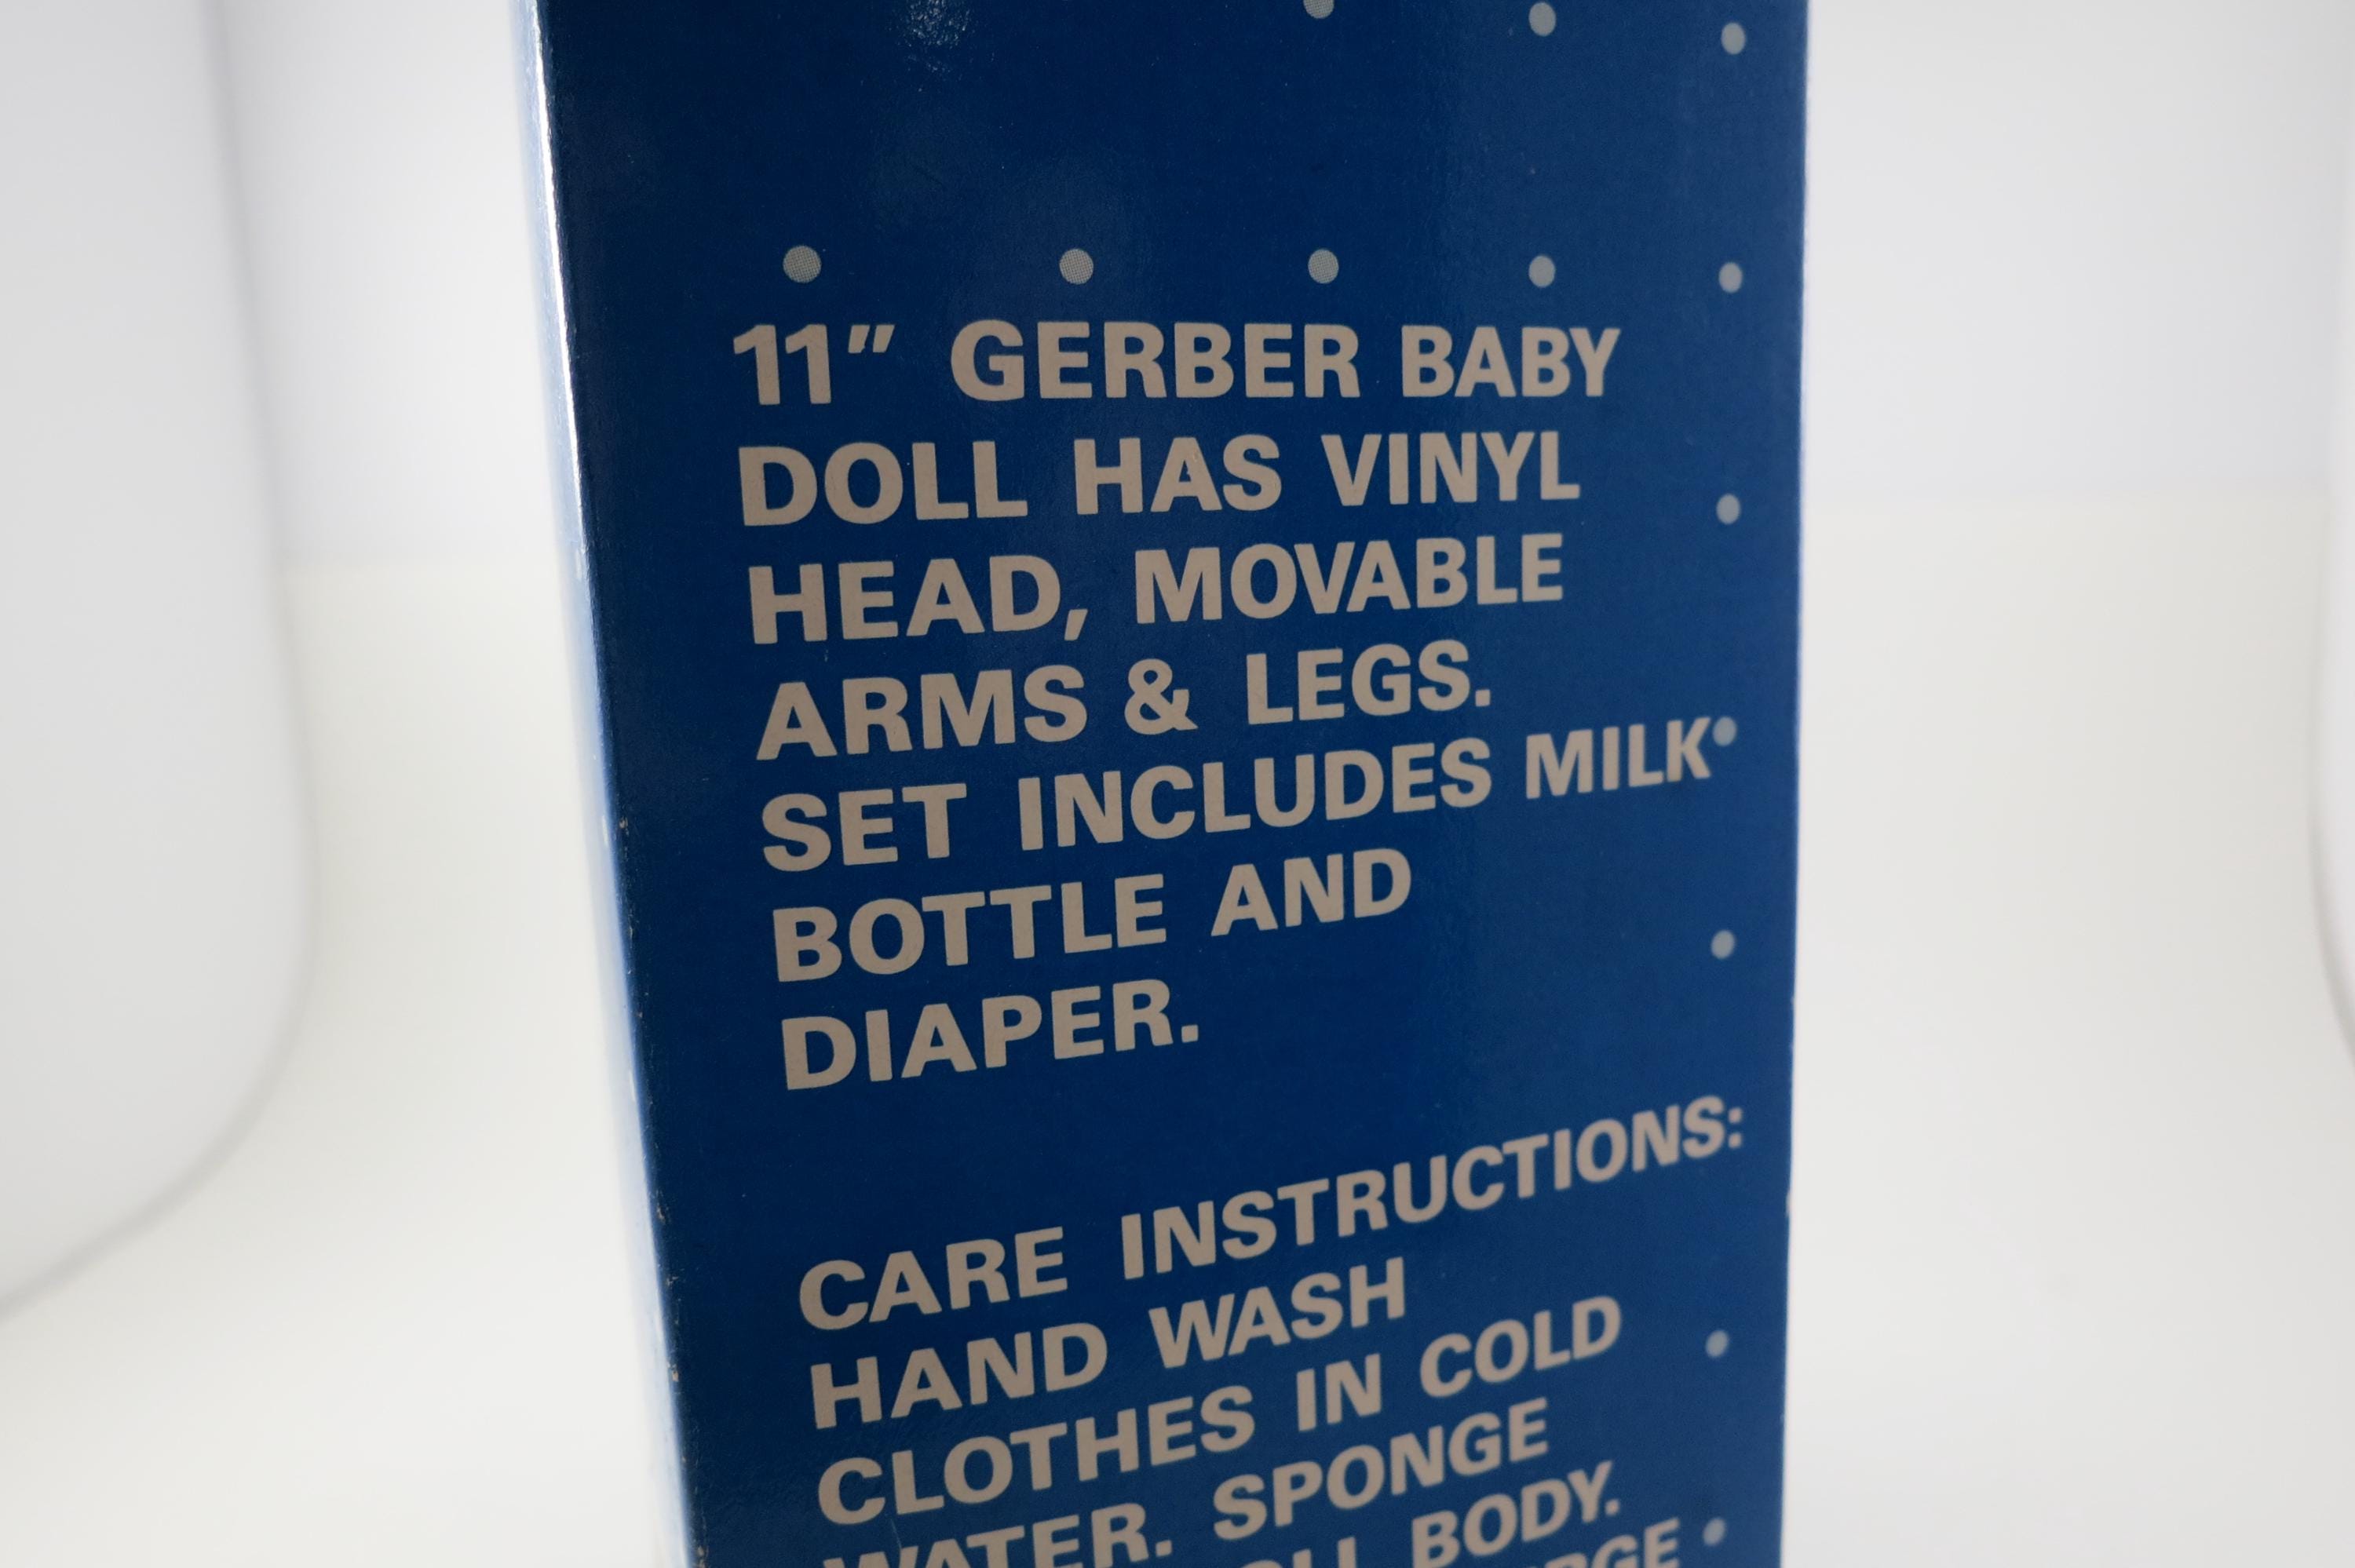 11" GERBER BABY
DOLL HAS VINYL
HEAD, MOVABLE
ARMS & LEGS.
SET INCLUDES MILK
BOTTLE AND
DIAPER.
CARE INSTRUCTIONS:
HAND WASH
CLOTHES IN COLD
WATER. SPONGE
BODY.